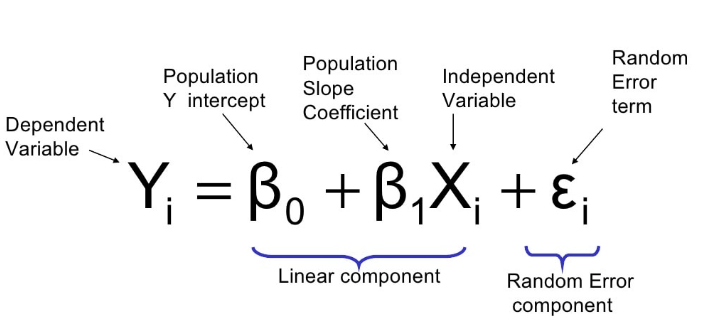 Population
Slope
Coefficient
Random
Error
term
Population
Y intercept
Independent
Variable
Dependent
Variable
Yᵢ = β₀ + β₁Xᵢ + εᵢ
Linear component
Random Error
component